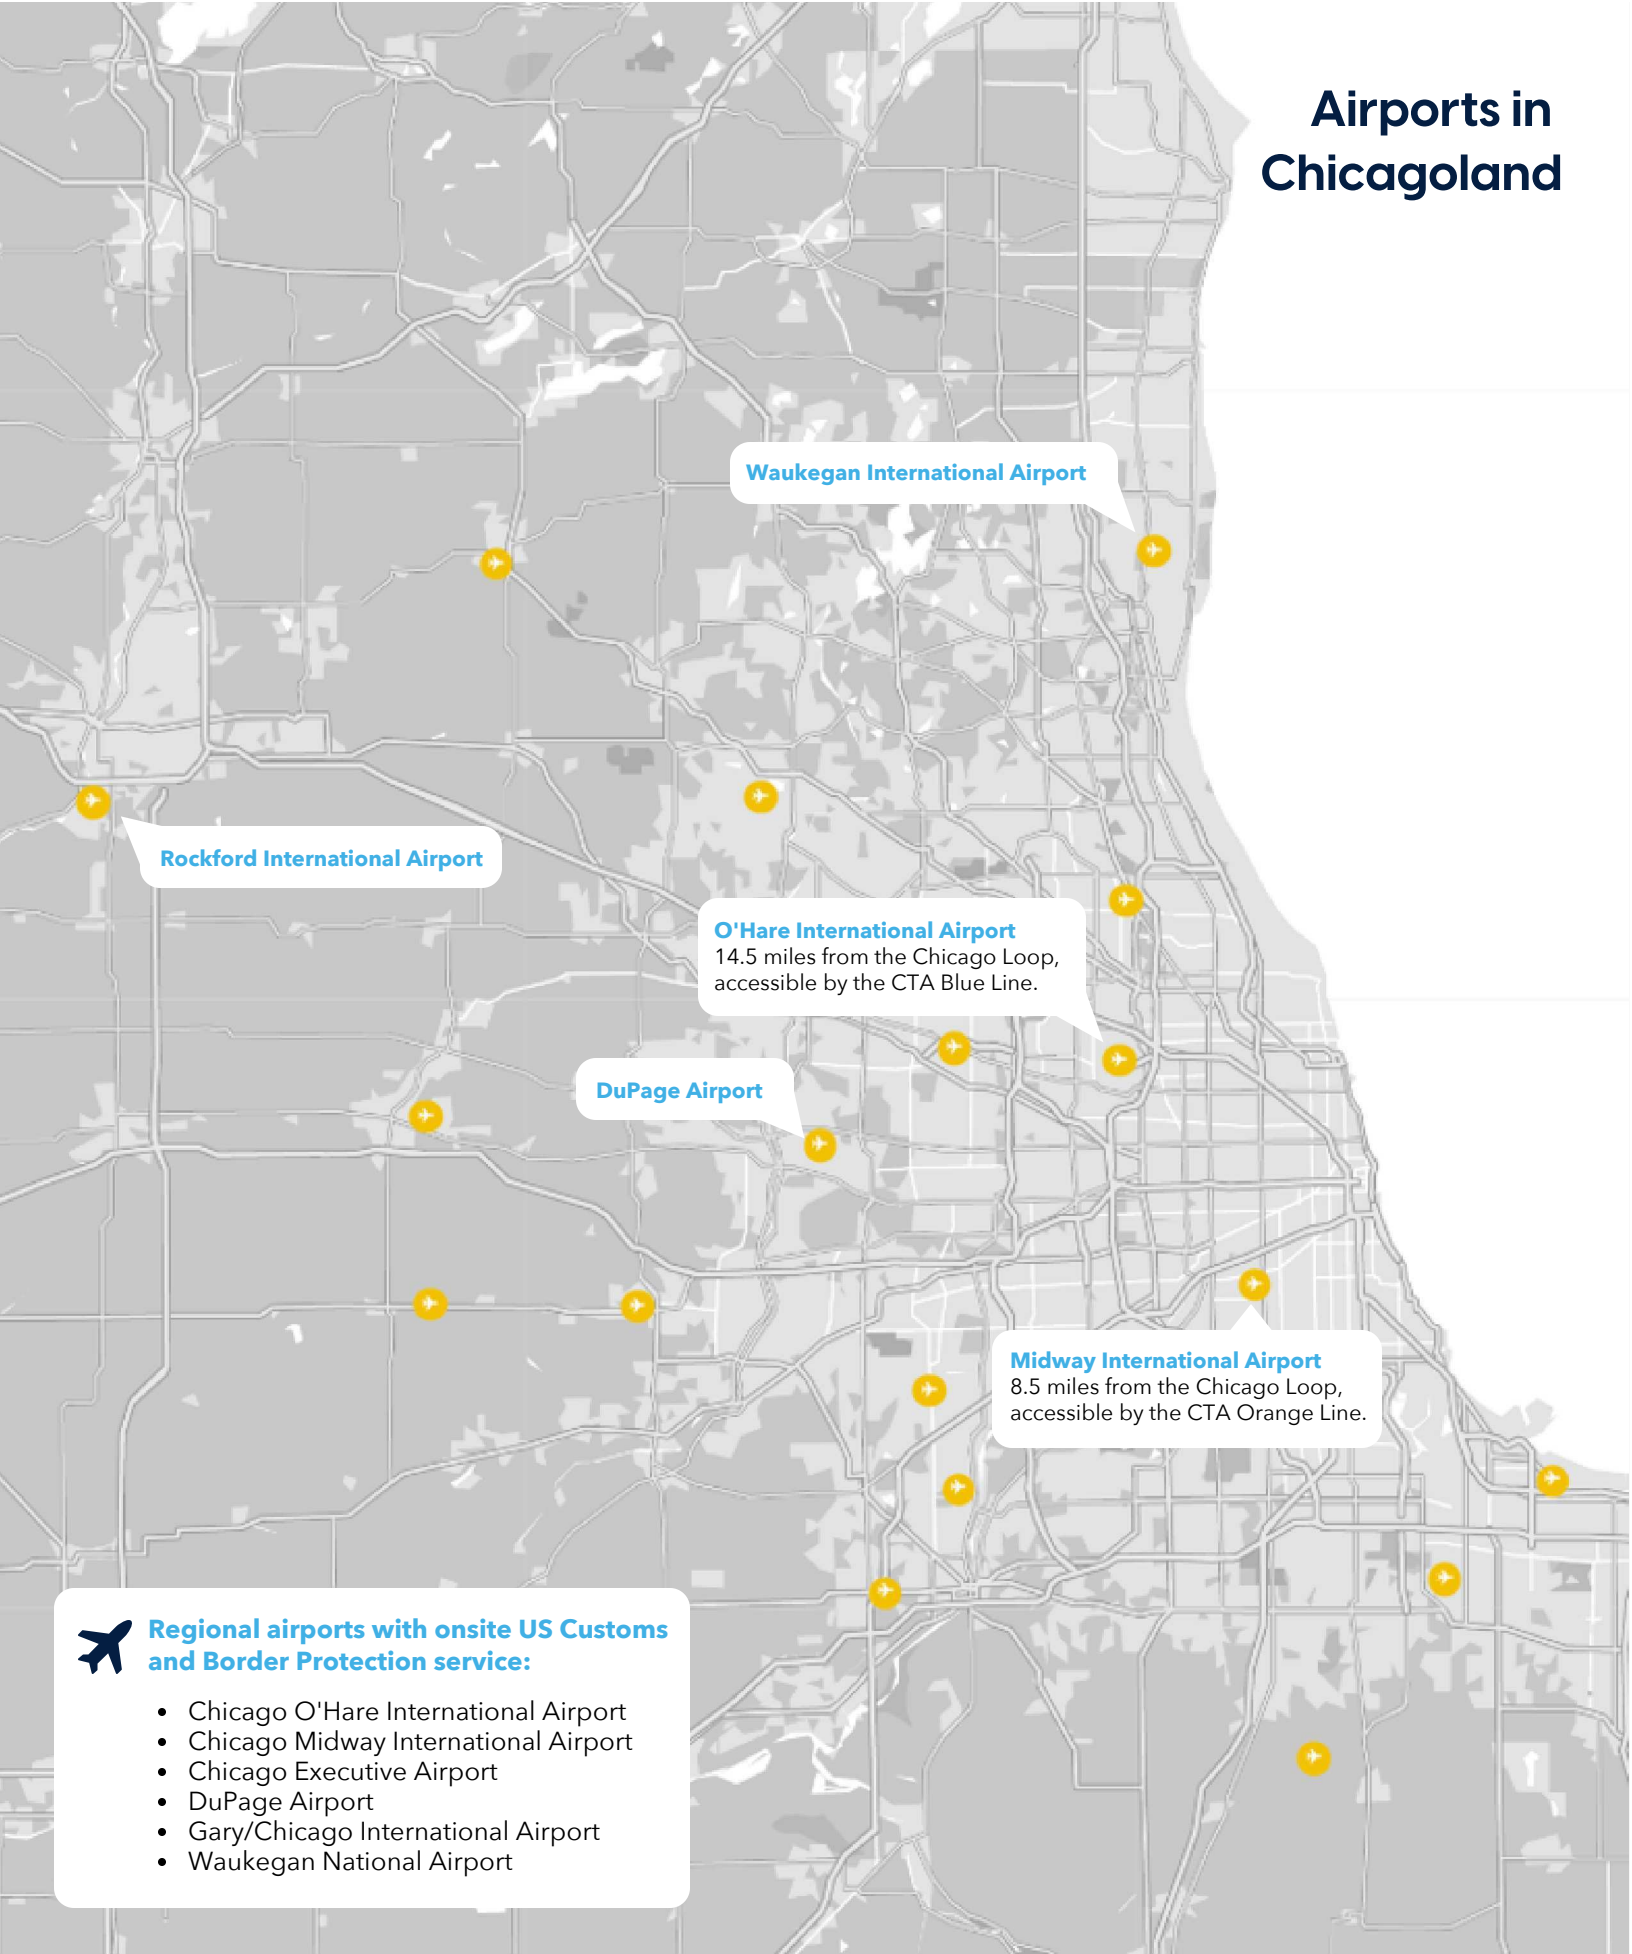 Airports in
Chicagoland
Waukegan International Airport
Rockford International Airport
O'Hare International Airport
14.5 miles from the Chicago Loop,
accessible by the CTA Blue Line.
DuPage Airport
Midway International Airport
8.5 miles from the Chicago Loop,
accessible by the CTA Orange Line.
Regional airports with onsite US Customs
and Border Protection service:
• Chicago O'Hare International Airport
• Chicago Midway International Airport
• Chicago Executive Airport
• DuPage Airport
• Gary/Chicago International Airport
• Waukegan National Airport